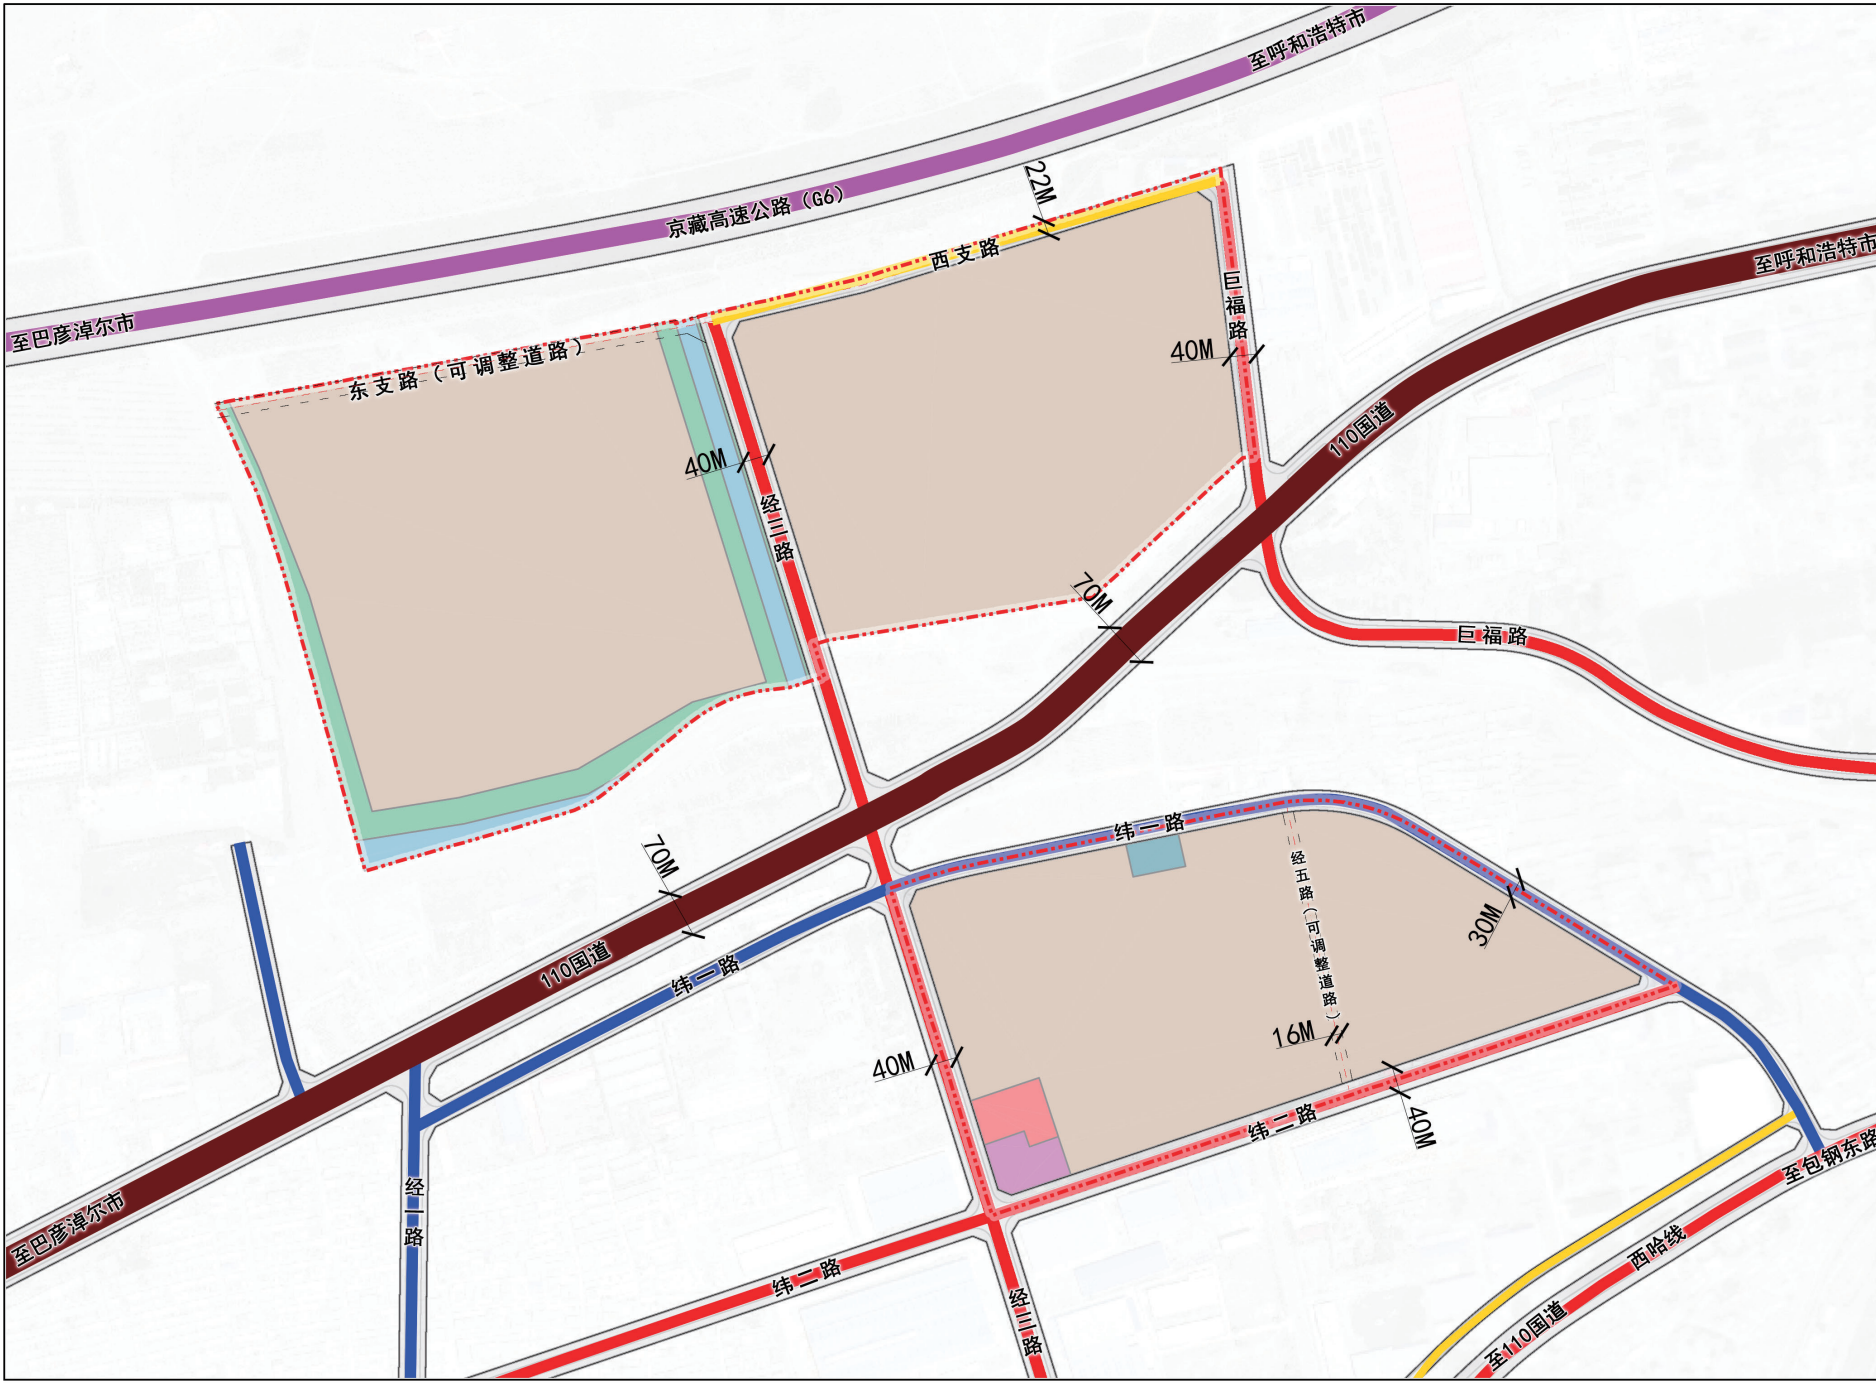 至呼和浩特市
22M
京藏高速公路（G6）
西支路
至呼和浩特市
巨福路
至巴彦淖尔市
东支路（可调整道路）
40M
110国道
40M
经三路
70M
巨福路
纬一路
70M
经五路（可调整道路）
30M
110国道
纬一路
16M
40M
40M
纬二路
至包钢东路
经一路
至巴彦淖尔市
西哈线
纬二路
经三路
至110国道